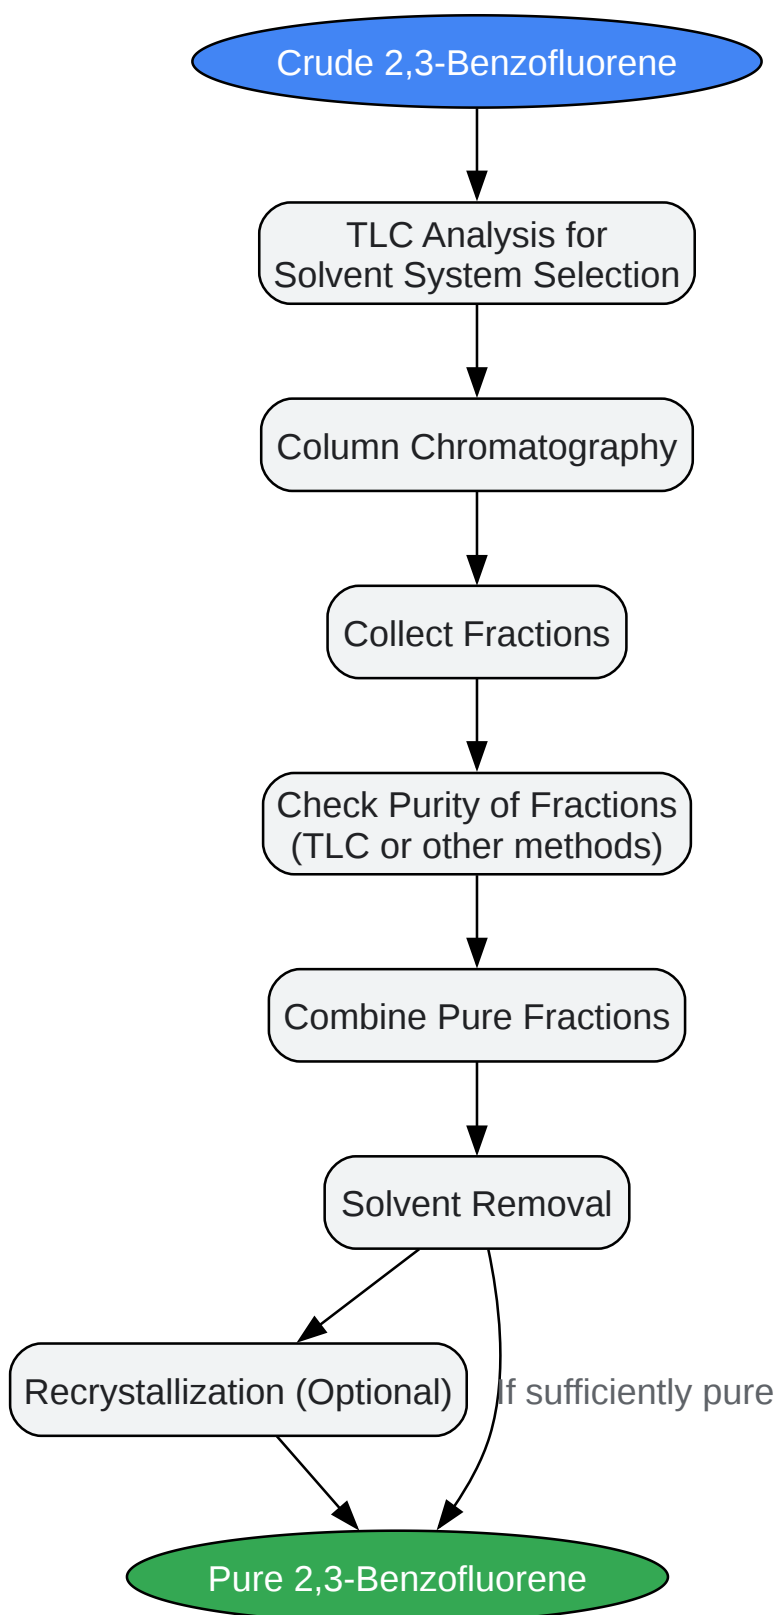 Crude 2,3-Benzofluorene
TLC Analysis for
Solvent System Selection
Column Chromatography
Collect Fractions
Check Purity of Fractions
(TLC or other methods)
Combine Pure Fractions
Solvent Removal
Recrystallization (Optional)
If sufficiently pure
Pure 2,3-Benzofluorene